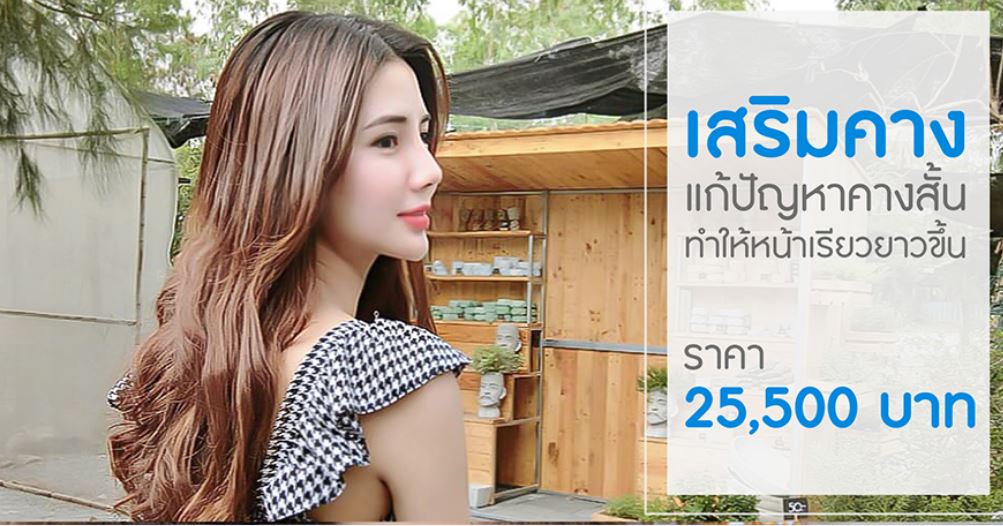 เสริมคาง
แก้ปัญหาคางสั้น
ทำให้หน้าเรียวยาวขึ้น
ราคา
25,500 บาท
50.-